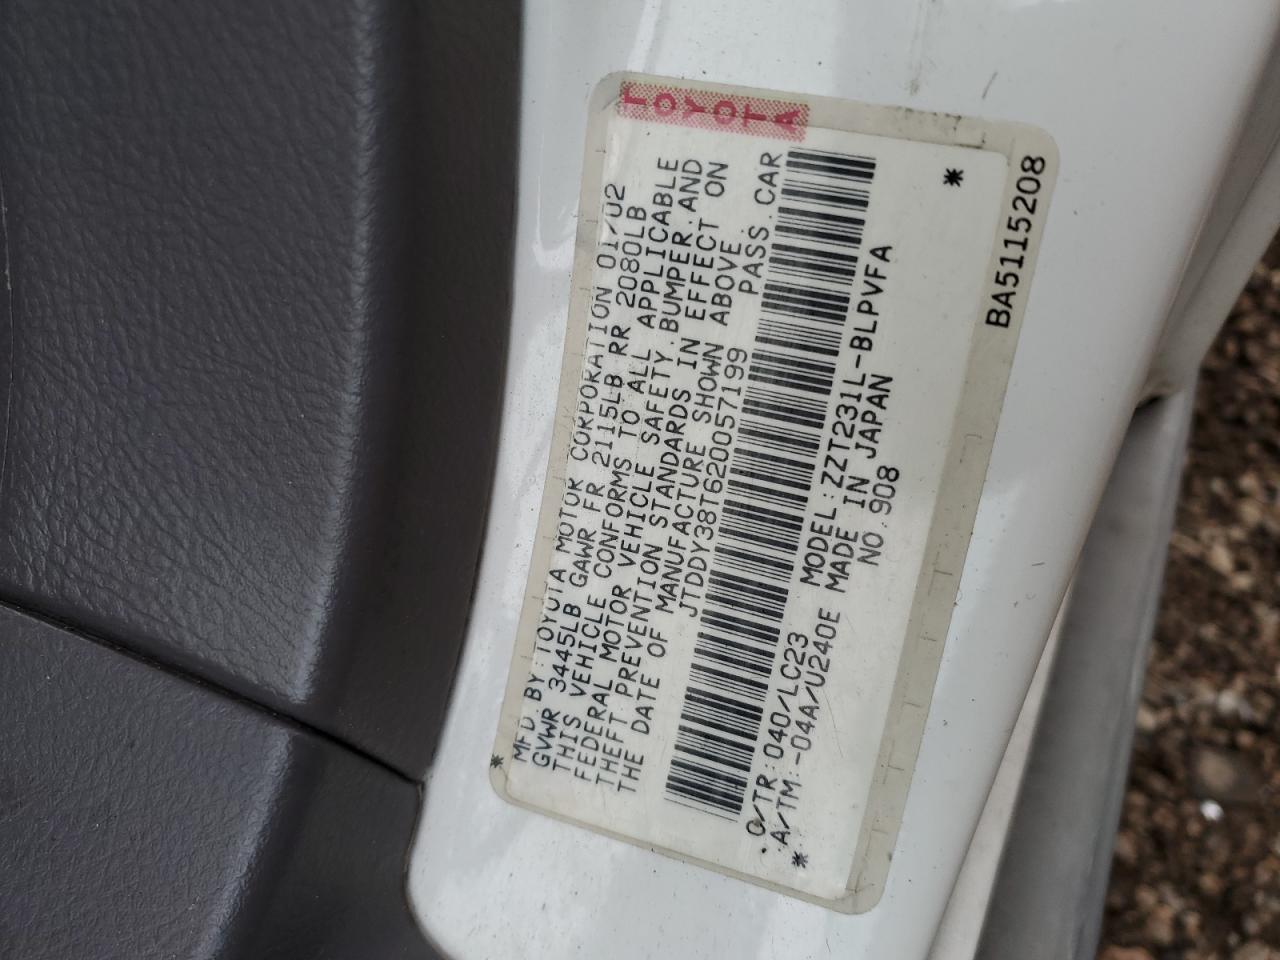 TOYOTA
MFD BY:TOYOTA MOTOR CORPORATION 01/02
GVWR 3445LB GAWR FR 2115LB RR 2080LB
THIS VEHICLE CONFORMS TO ALL APPLICABLE
FEDERAL MOTOR VEHICLE SAFETY.BUMPER.AND
THEFT PREVENTION STANDARDS IN EFFECT ON
THE DATE OF MANUFACTURE SHOWN ABOVE
JTDDY38T620057199 PASS.CAR
C/TR:040/LC23 MODEL:ZZT231L-BLPVFA
A/TM:-04A/U240E MADE IN JAPAN
NO.908
BA5115208